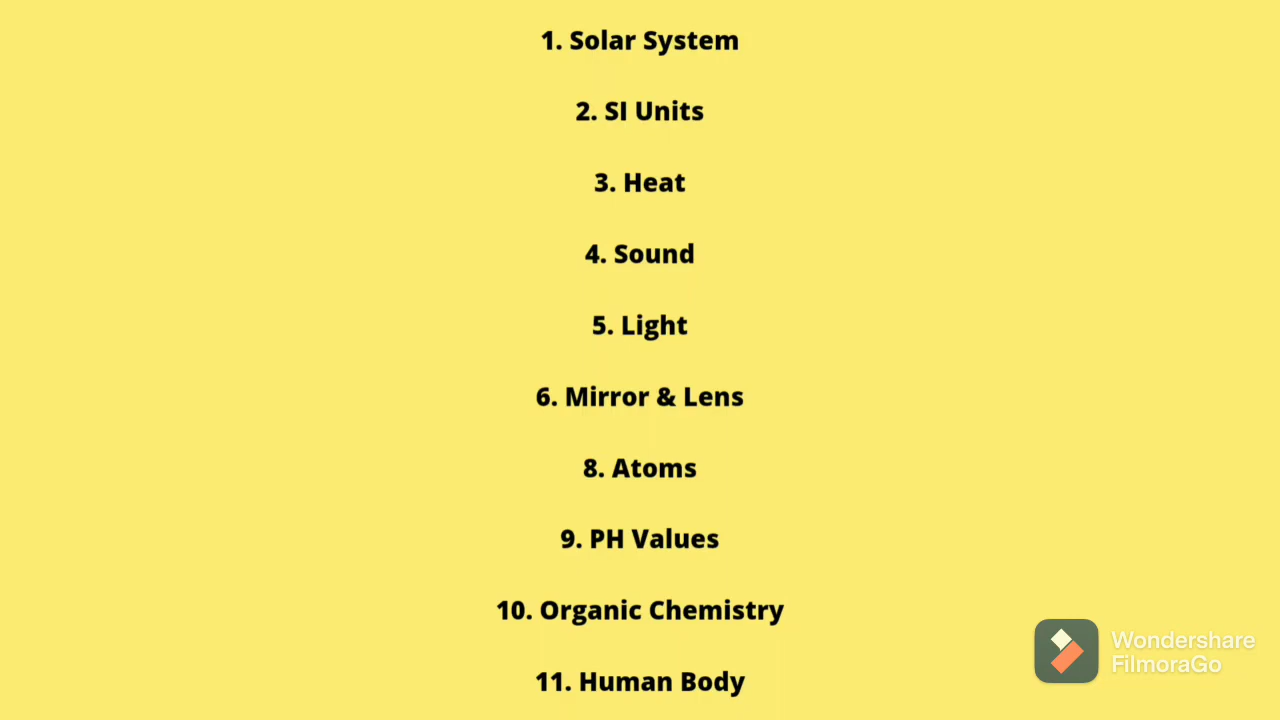 1. Solar System
2. SI Units
3. Heat
4. Sound
5. Light
6. Mirror & Lens
8. Atoms
9. PH Values
10. Organic Chemistry
11. Human Body
Wondershare
FilmoraGo